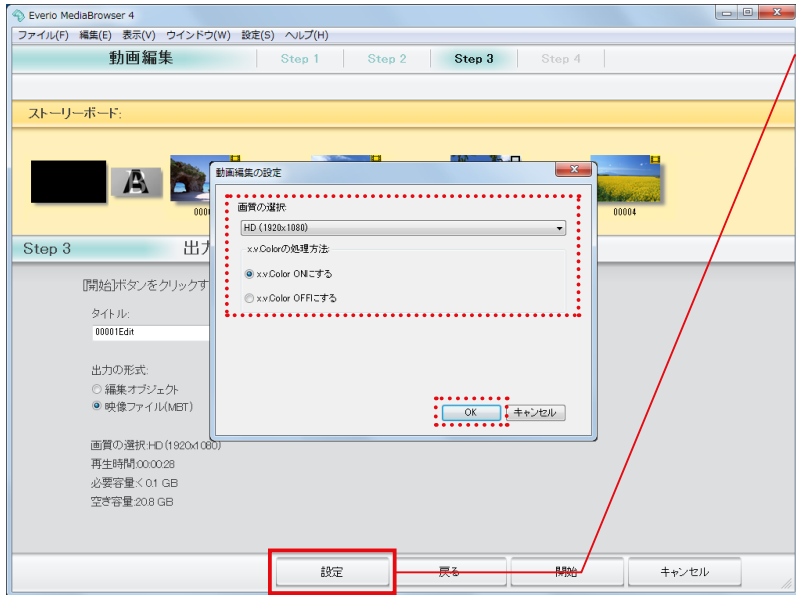 Everio MediaBrowser 4
ファイル(F) 編集(E) 表示(V) ウインドウ(W) 設定(S) ヘルプ(H)
動画編集 Step 1 Step 2 Step 3 Step 4
ストーリーボード:
A
動画編集の設定
画質の選択:
HD (1920x1080)
x.v.Colorの処理方法:
x.v.Color ONにする
x.v.Color OFFにする
OK キャンセル
0000
00004
Step 3 出力
[開始]ボタンをクリックす
タイトル:
00001Edit
出力の形式:
編集オブジェクト
映像ファイル(MBT)
画質の選択:HD (1920x1080)
再生時間:00:00:28
必要容量:< 0.1 GB
空き容量:20.8 GB
設定 戻る 開始 キャンセル